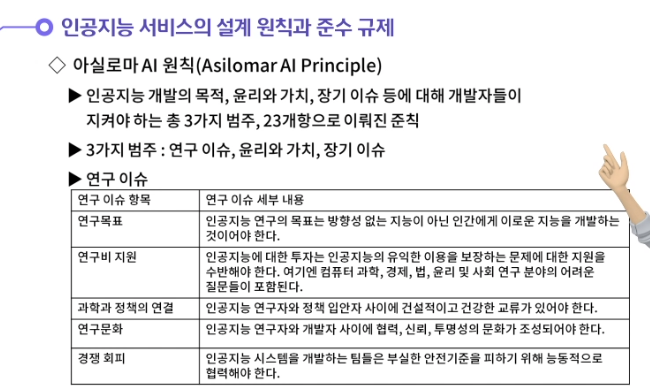 인공지능 서비스의 설계 원칙과 준수 규제
◇ 아실로마 AI 원칙(Asilomar AI Principle)
▶ 인공지능 개발의 목적, 윤리와 가치, 장기 이슈 등에 대해 개발자들이
지켜야 하는 총 3가지 범주, 23개항으로 이뤄진 준칙
▶ 3가지 범주 : 연구 이슈, 윤리와 가치, 장기 이슈
▶ 연구 이슈
연구 이슈 항목 연구 이슈 세부 내용
연구목표 인공지능 연구의 목표는 방향성 없는 지능이 아닌 인간에게 이로운 지능을 개발하는
것이어야 한다.
연구비 지원 인공지능에 대한 투자는 인공지능의 유익한 이용을 보장하는 문제에 대한 지원을
수반해야 한다. 여기엔 컴퓨터 과학, 경제, 법, 윤리 및 사회 연구 분야의 어려운
질문들이 포함된다.
과학과 정책의 연결 인공지능 연구자와 정책 입안자 사이에 건설적이고 건강한 교류가 있어야 한다.
연구문화 인공지능 연구자와 개발자 사이에 협력, 신뢰, 투명성의 문화가 조성되어야 한다.
경쟁 회피 인공지능 시스템을 개발하는 팀들은 부실한 안전기준을 피하기 위해 능동적으로
협력해야 한다.